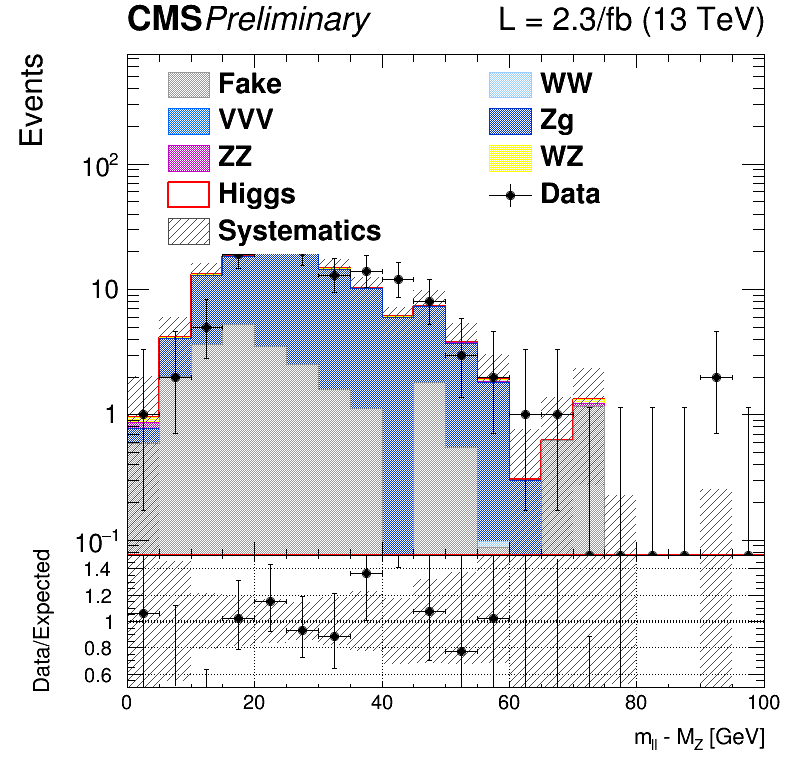 CMS Preliminary L = 2.3/fb (13 TeV)
Events
Fake WW
VVV Zg
ZZ WZ
Higgs Data
Systematics
10²
10
1
10⁻¹
Data/Expected
1.4
1.2
1
0.8
0.6
0 20 40 60 80 100
m_ll - M_Z [GeV]